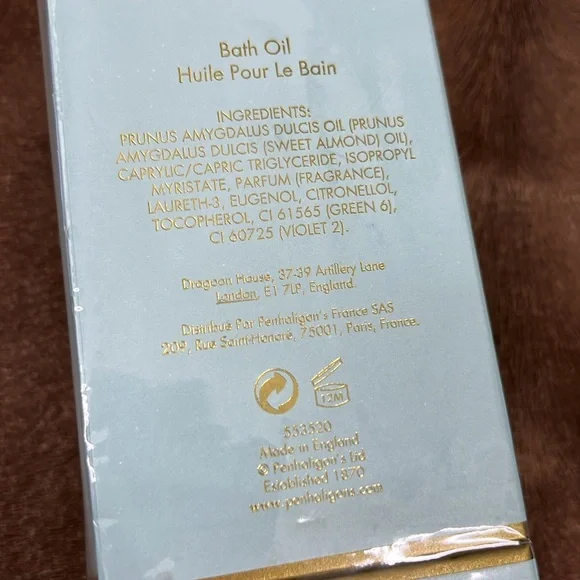 Bath Oil
Huile Pour Le Bain
INGREDIENTS:
PRUNUS AMYGDALUS DULCIS OIL (PRUNUS
AMYGDALUS DULCIS (SWEET ALMOND) OIL),
CAPRYLIC/CAPRIC TRIGLYCERIDE, ISOPROPYL
MYRISTATE, PARFUM (FRAGRANCE),
LAURETH-3, EUGENOL, CITRONELLOL,
TOCOPHEROL, CI 61565 (GREEN 6),
CI 60725 (VIOLET 2).
Dragoon House, 37-39 Artillery Lane
London, E1 7LP, England.
Distribué Par Penhaligon's France SAS
209, Rue Saint-Honoré, 75001, Paris, France.
12M
553520
Made in England
© Penhaligon's Ltd
Established 1870
www.penhaligons.com